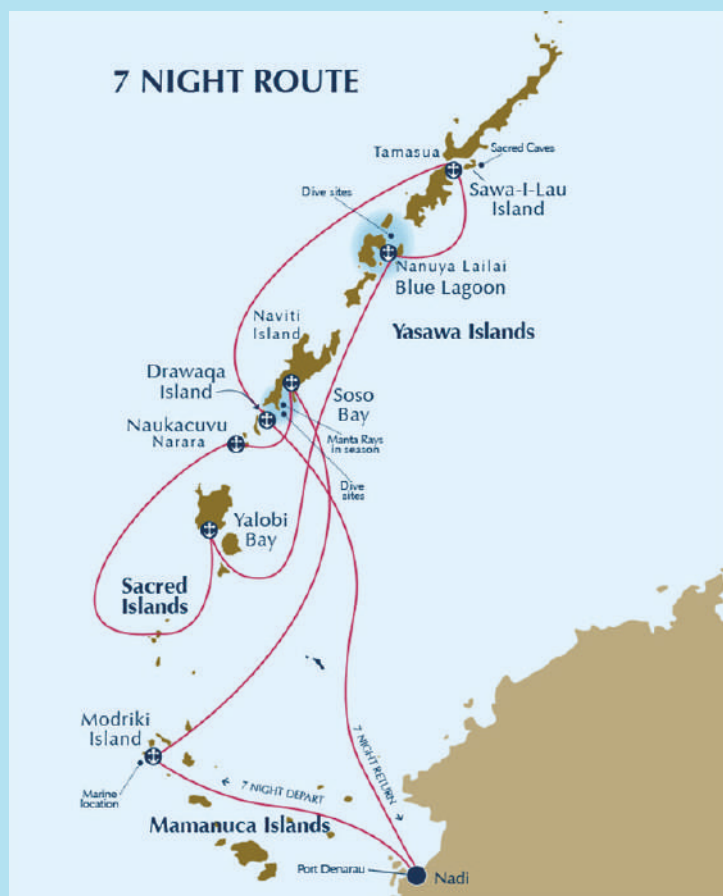 7 NIGHT ROUTE
Tamasua
Sacred Caves
Sawa-I-Lau
Island
Dive sites
Nanuya Lailai
Blue Lagoon
Naviti
Island
Yasawa Islands
Drawaqa
Island
Soso
Bay
Naukacuvu
Narara
Manta Rays
in season
Dive
sites
Yalobi
Bay
Sacred
Islands
Modriki
Island
7 NIGHT RETURN
7 NIGHT DEPART
Marine
location
Mamanuca Islands
Port Denarau
Nadi